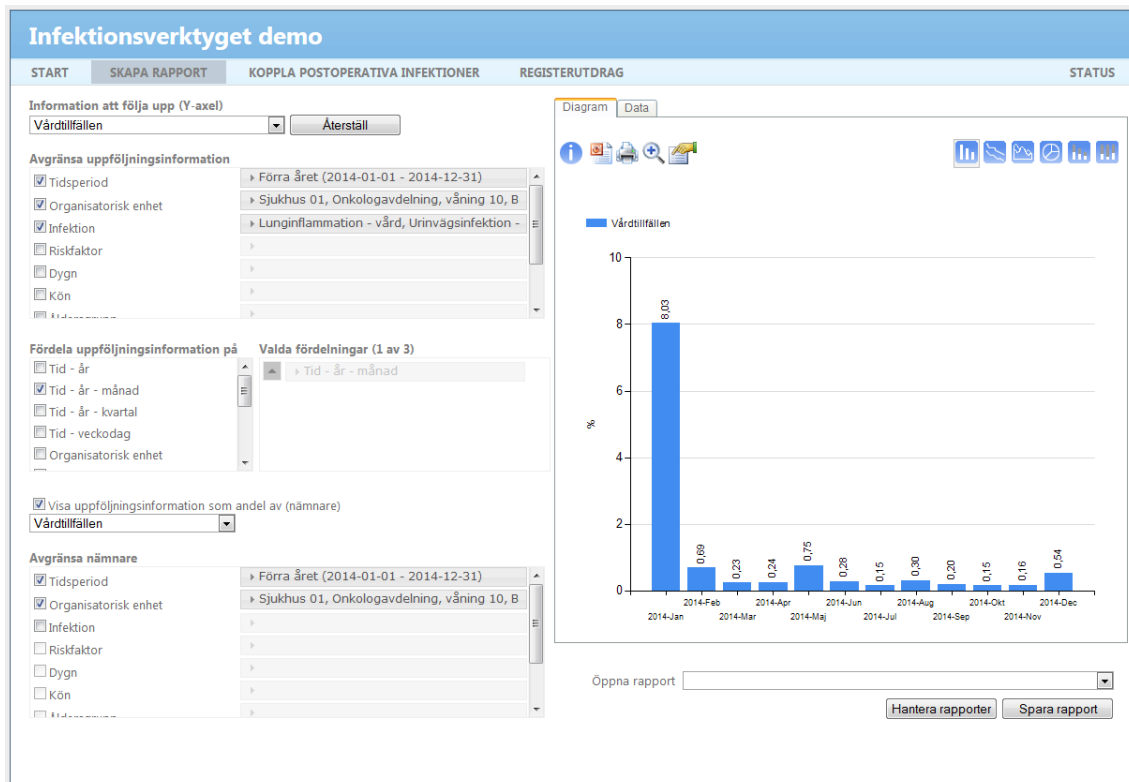 Infektionsverktyget demo
START SKAPA RAPPORT KOPPLA POSTOPERATIVA INFEKTIONER REGISTERUTDRAG STATUS
Information att följa upp (Y-axel)
Vårdtillfällen Återställ
Avgränsa uppföljningsinformation
Tidsperiod Förra året (2014-01-01 - 2014-12-31)
Organisatorisk enhet Sjukhus 01, Onkologavdelning, våning 10, B
Infektion Lunginflammation - vård, Urinvägsinfektion -
Riskfaktor
Dygn
Kön
Fördela uppföljningsinformation på Valda fördelningar (1 av 3)
Tid - år
Tid - år - månad Tid - år - månad
Tid - år - kvartal
Tid - veckodag
Organisatorisk enhet
Visa uppföljningsinformation som andel av (nämnare)
Vårdtillfällen
Avgränsa nämnare
Tidsperiod Förra året (2014-01-01 - 2014-12-31)
Organisatorisk enhet Sjukhus 01, Onkologavdelning, våning 10, B
Infektion
Riskfaktor
Dygn
Kön
Diagram Data
Vårdtillfällen
10
8
6
4
2
0
%
8,03
0,69
0,23
0,24
0,75
0,28
0,15
0,30
0,20
0,15
0,16
0,54
2014-Feb 2014-Apr 2014-Jun 2014-Aug 2014-Okt 2014-Dec
2014-Jan 2014-Mar 2014-Maj 2014-Jul 2014-Sep 2014-Nov
Öppna rapport
Hantera rapporter Spara rapport